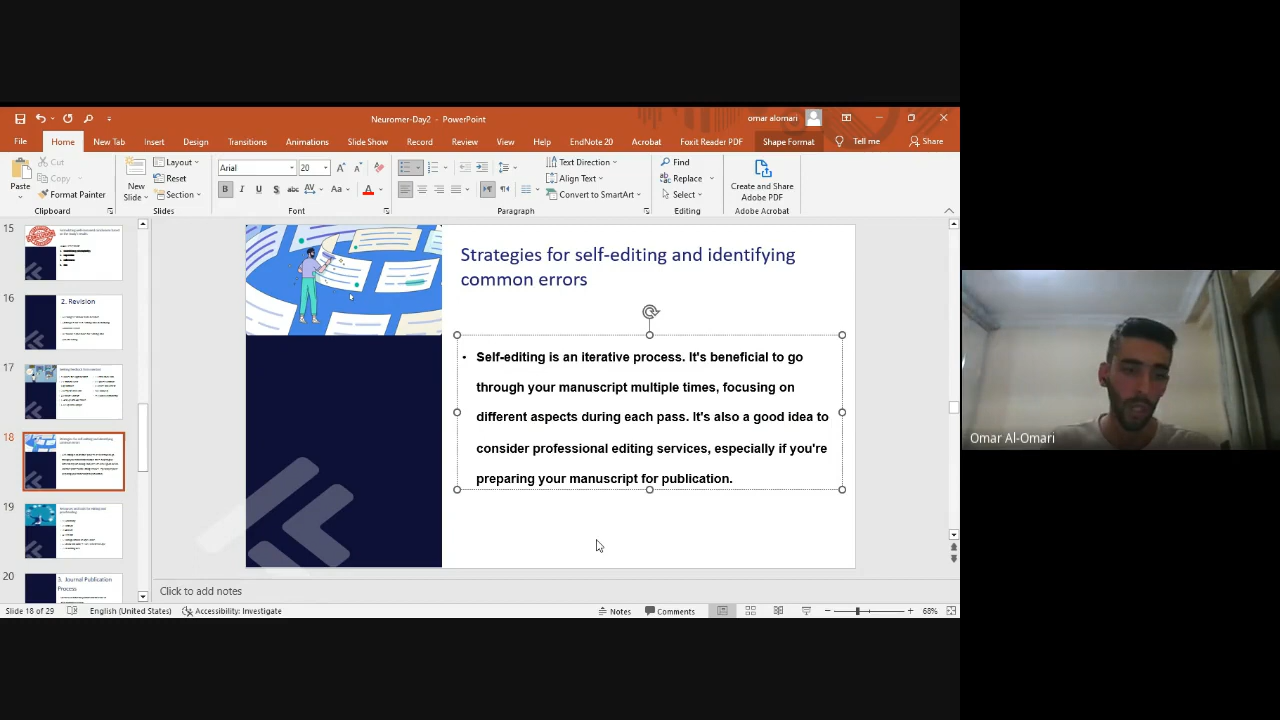 Neuromer-Day2 - PowerPoint
omar alomari
File Home New Tab Insert Design Transitions Animations Slide Show Record Review View Help EndNote 20 Acrobat Foxit Reader PDF Shape Format Tell me Share
Paste
Cut
Copy
Format Painter
Clipboard
New
Slide
Layout
Reset
Section
Slides
Arial 20
Font
Text Direction
Align Text
Convert to SmartArt
Paragraph
Find
Replace
Select
Editing
Create and Share
Adobe PDF
Adobe Acrobat
15
16
2. Revision
17
18
19
20
3. Journal Publication
Process
Strategies for self-editing and identifying
common errors
• Self-editing is an iterative process. It's beneficial to go
through your manuscript multiple times, focusing on
different aspects during each pass. It's also a good idea to
consider professional editing services, especially if you're
preparing your manuscript for publication.
Click to add notes
Slide 18 of 29 English (United States) Accessibility: Investigate Notes Comments 68%
Omar Al-Omari